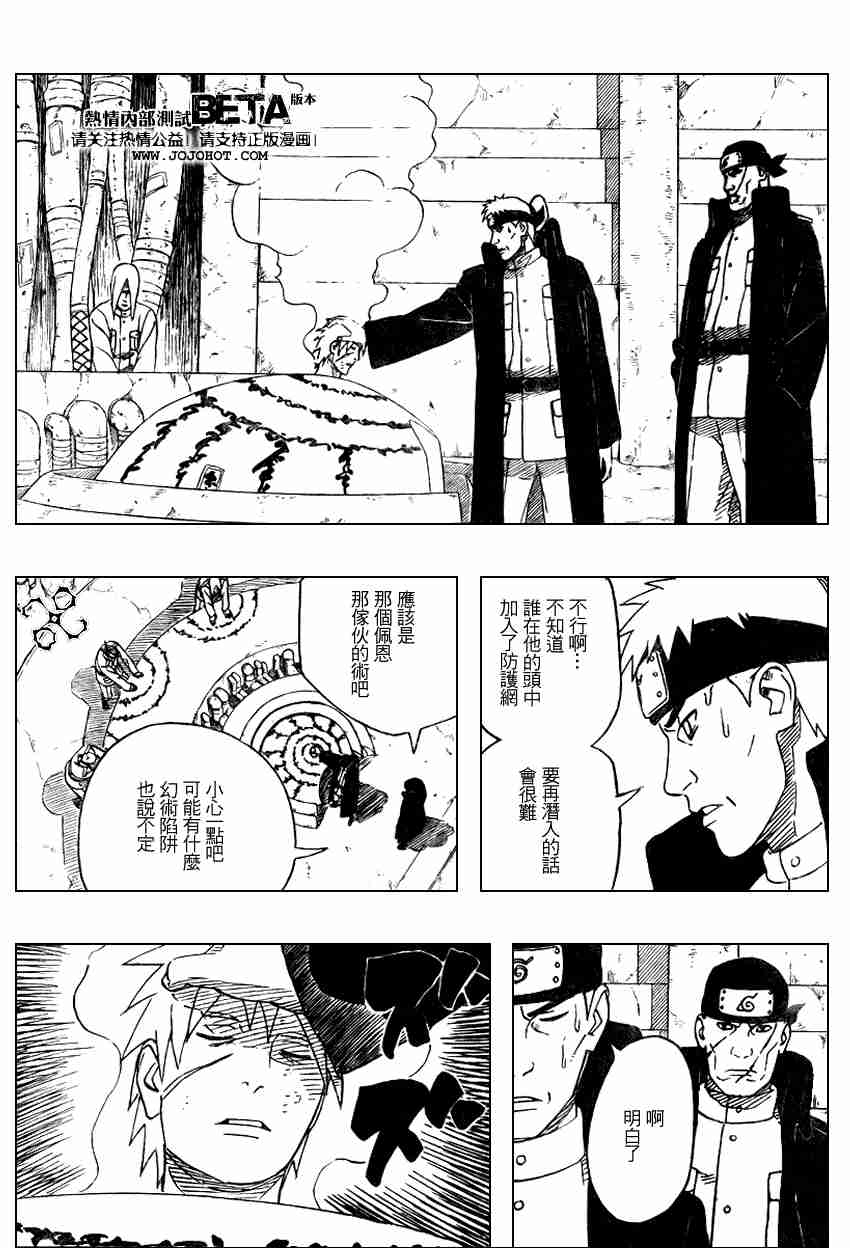 熱情內部測試BETA版本
请关注热情公益| 请支持正版漫画|
WWW.JOJOHOT.COM
不行啊…
不知道
誰在他的頭中
加入了防護網
要再潛入的話
會很難
應該是
那個佩恩
那傢伙的術吧
小心一點吧
可能有什麼
幻術陷阱
也說不定
啊
明白了
ズズ